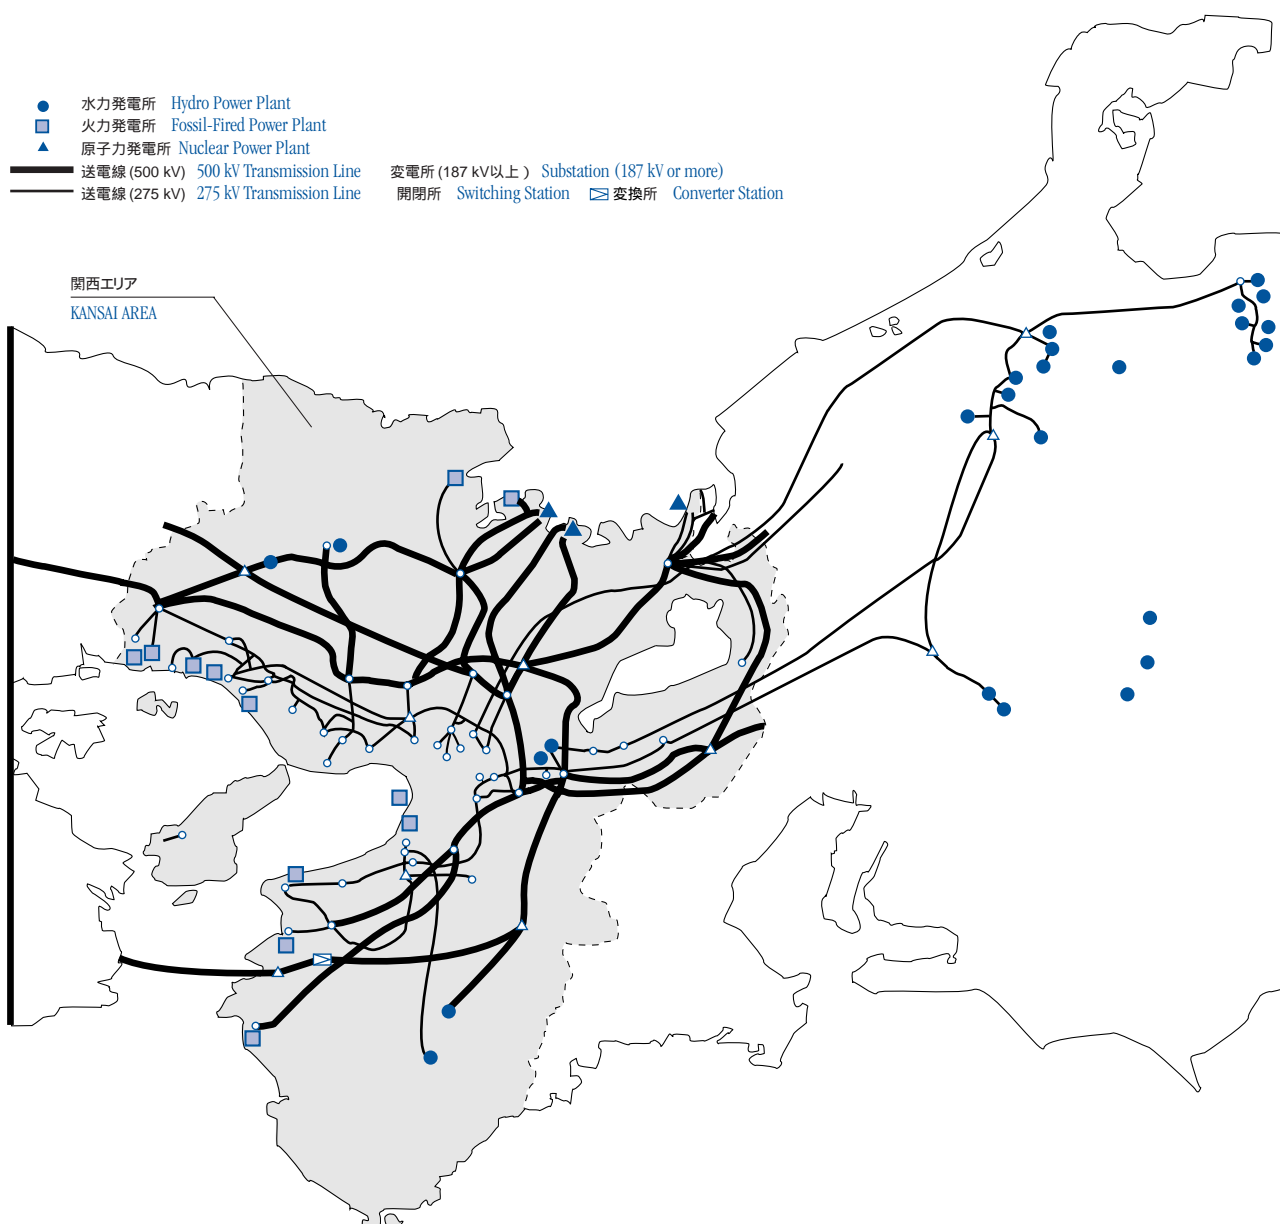 水力発電所 Hydro Power Plant
火力発電所 Fossil-Fired Power Plant
原子力発電所 Nuclear Power Plant
送電線 (500 kV) 500 kV Transmission Line 変電所 (187 kV以上 ) Substation (187 kV or more)
送電線 (275 kV) 275 kV Transmission Line 開閉所 Switching Station 変換所 Converter Station
関西エリア
KANSAI AREA